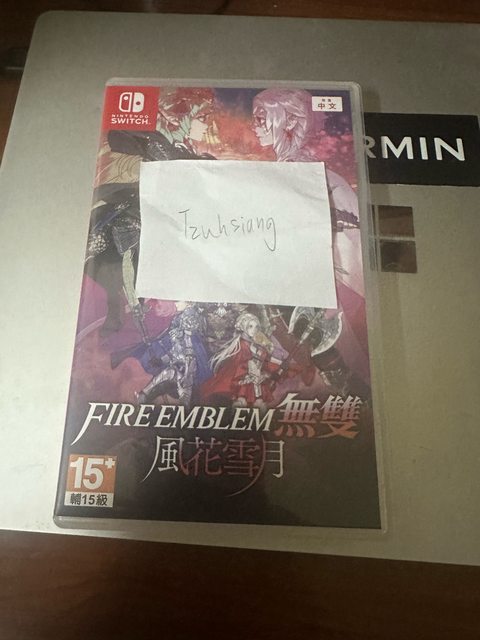 NINTENDO
SWITCH
中文
RMIN
Tzuhsiang
FIRE EMBLEM 無雙
風花雪月
15+
輔15級